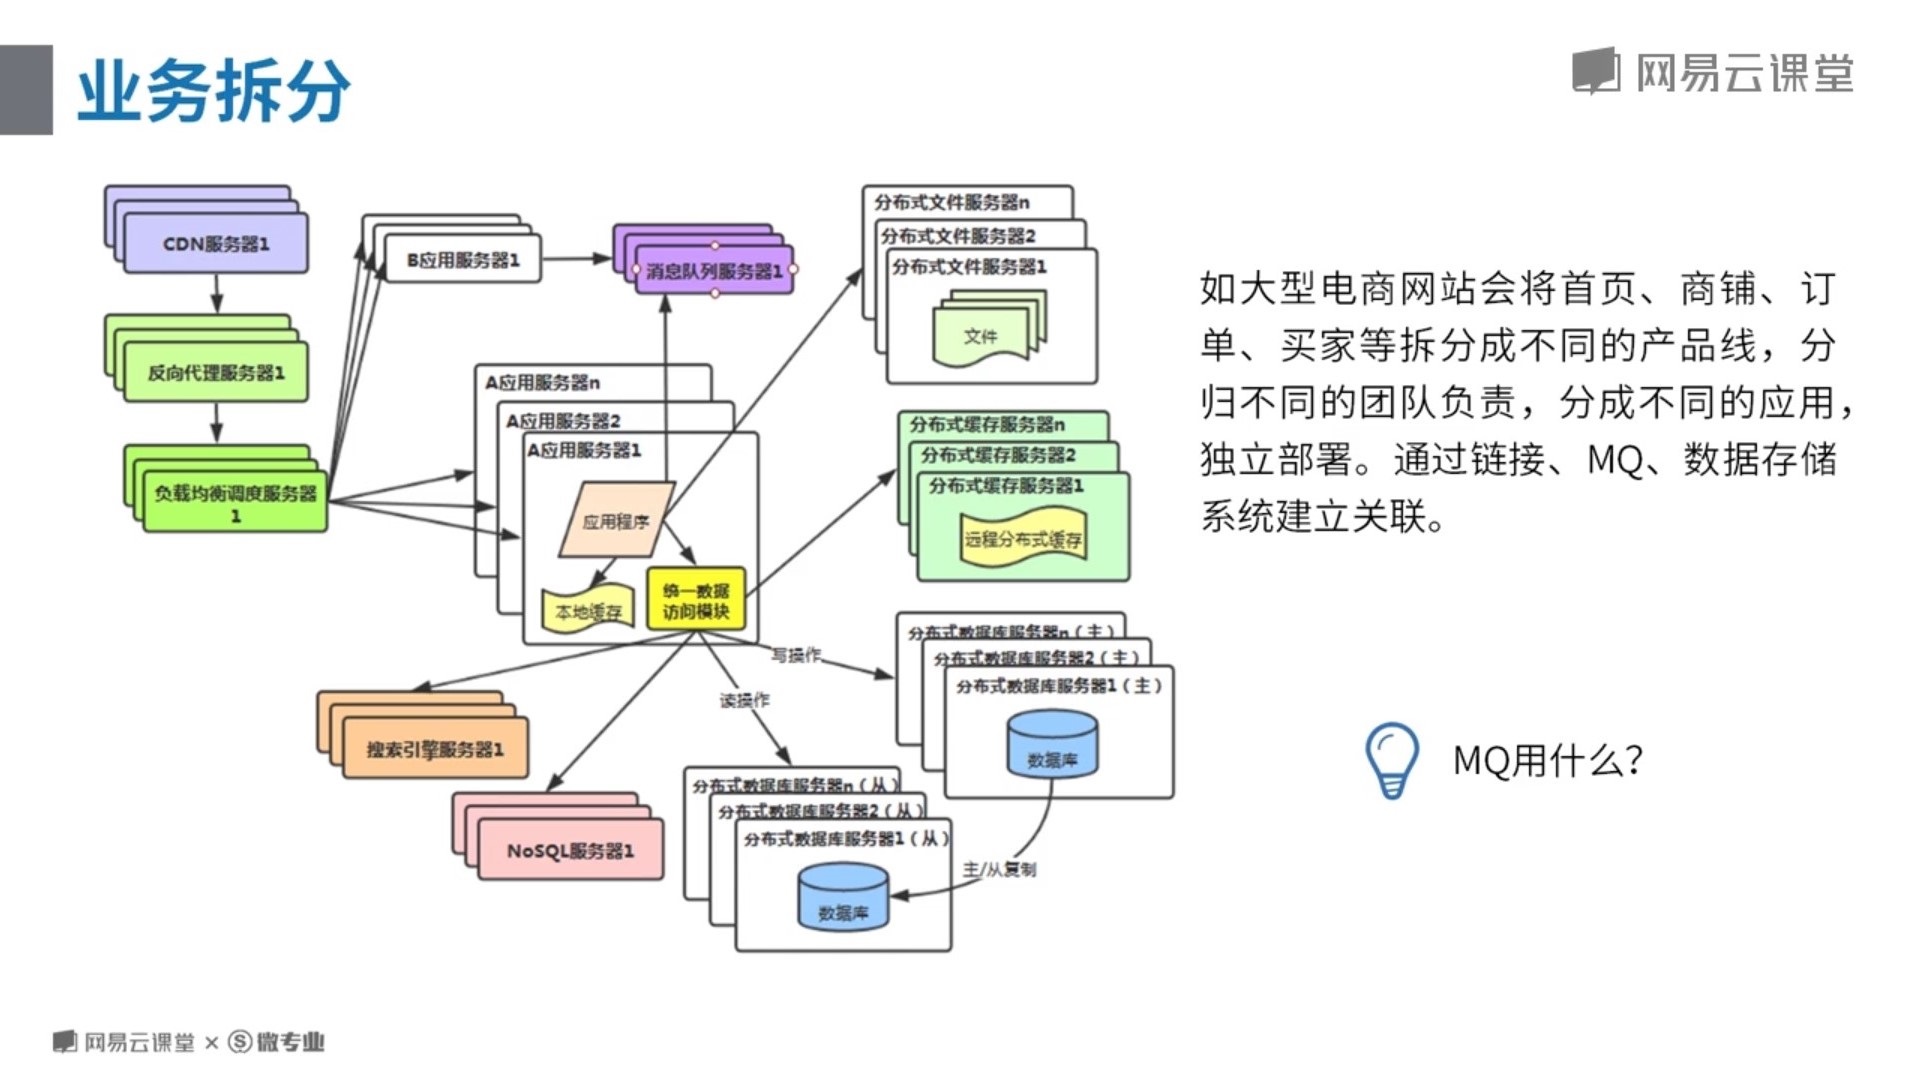 业务拆分
网易云课堂
CDN服务器1
反向代理服务器1
负载均衡调度服务器
1
B应用服务器1
消息队列服务器1
A应用服务器n
A应用服务器2
A应用服务器1
应用程序
本地缓存
统一数据
访问模块
分布式文件服务器n
分布式文件服务器2
分布式文件服务器1
文件
分布式缓存服务器n
分布式缓存服务器2
分布式缓存服务器1
远程分布式缓存
写操作
读操作
分布式数据库服务器n（主）
分布式数据库服务器2（主）
分布式数据库服务器1（主）
数据库
搜索引擎服务器1
NoSQL服务器1
分布式数据库服务器n（从）
分布式数据库服务器2（从）
分布式数据库服务器1（从）
数据库
主/从复制
如大型电商网站会将首页、商铺、订
单、买家等拆分成不同的产品线，分
归不同的团队负责，分成不同的应用，
独立部署。通过链接、MQ、数据存储
系统建立关联。
MQ用什么？
网易云课堂 × S微专业